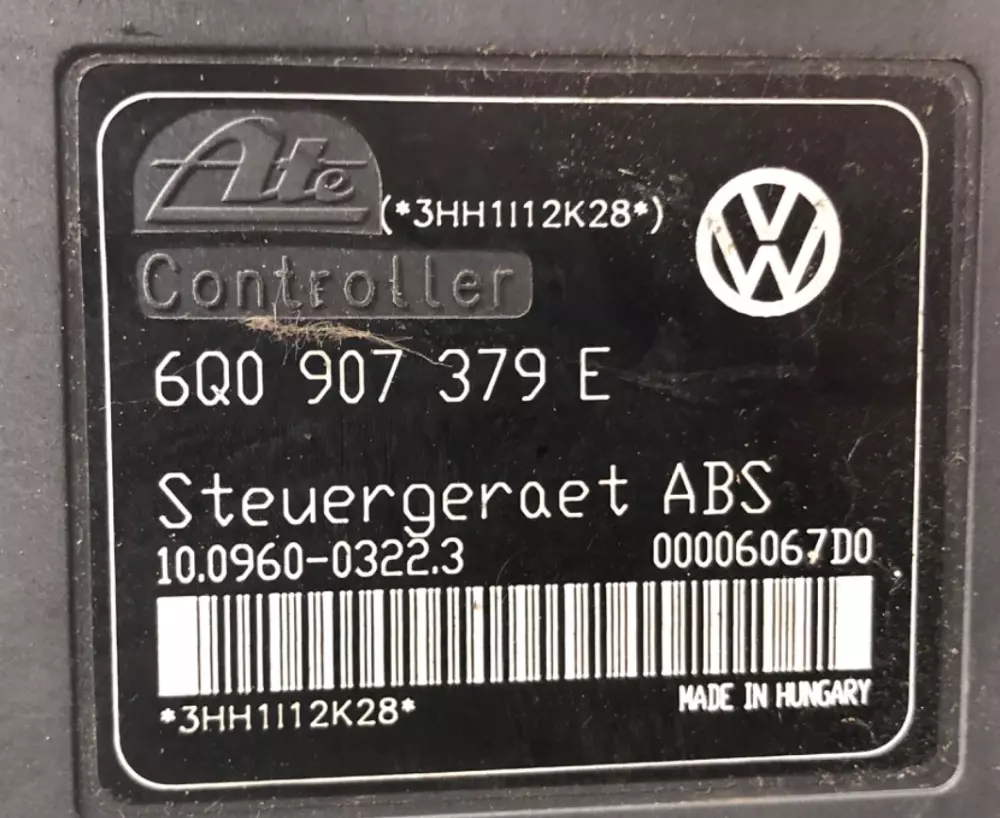 Ate
(*3HH1I12K28*)
Controller
6Q0 907 379 E
Steuergeraet ABS
10.0960-0322.3 00006067D0
*3HH1I12K28*
MADE IN HUNGARY